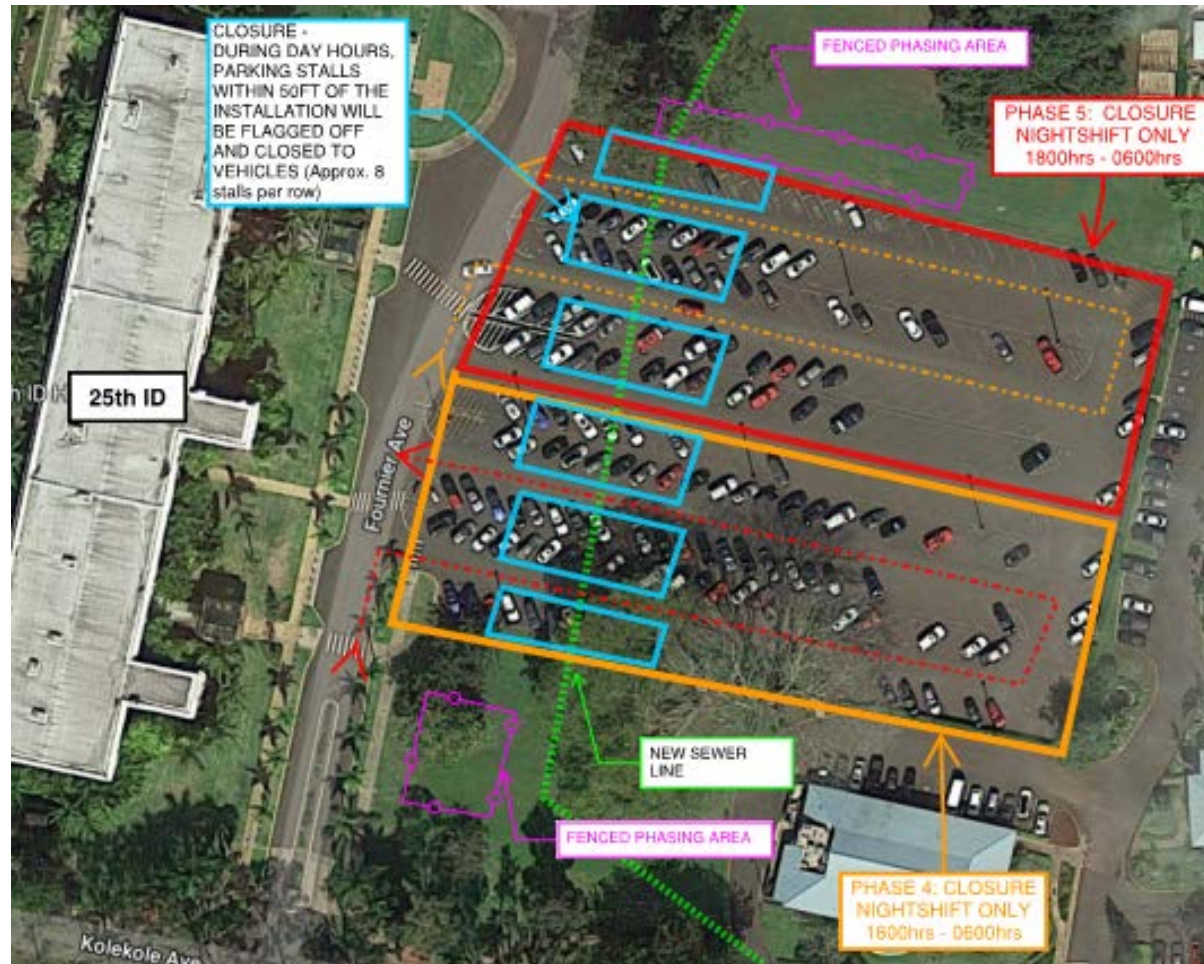 CLOSURE -
DURING DAY HOURS,
PARKING STALLS
WITHIN 50FT OF THE
INSTALLATION WILL
BE FLAGGED OFF
AND CLOSED TO
VEHICLES (Approx. 8
stalls per row)
FENCED PHASING AREA
PHASE 5: CLOSURE
NIGHTSHIFT ONLY
1800hrs - 0600hrs
25th ID
Fournier Ave
NEW SEWER
LINE
FENCED PHASING AREA
PHASE 4: CLOSURE
NIGHTSHIFT ONLY
1800hrs - 0600hrs
Kolekole Ave